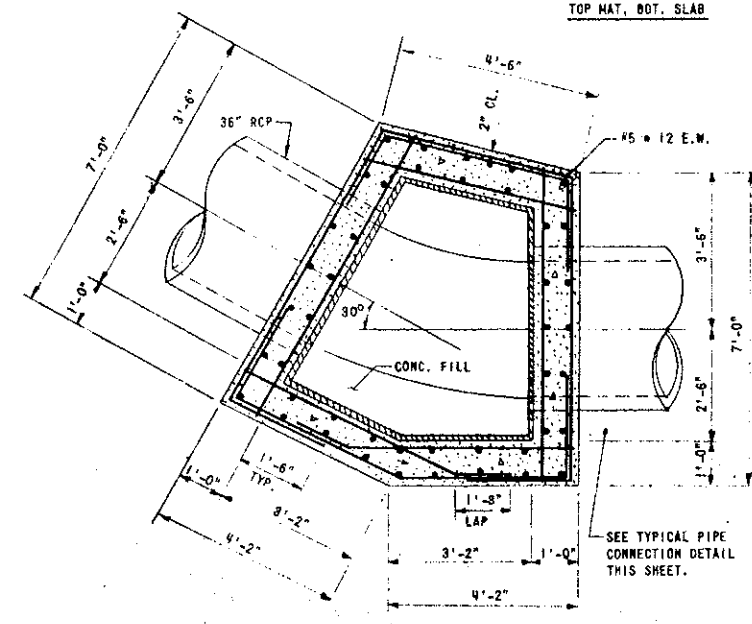 TOP MAT, BOT. SLAB
4'-6"
2" CL.
#5 @ 12 E.W.
36" RCP
3'-6"
7'-0"
2'-6"
1'-0"
30°
CONC. FILL
3'-6"
7'-0"
2'-6"
1'-0"
1'-6"
TYP.
1'-0"
3'-2"
4'-2"
1'-8"
LAP
3'-2"
1'-0"
4'-2"
SEE TYPICAL PIPE
CONNECTION DETAIL
THIS SHEET.